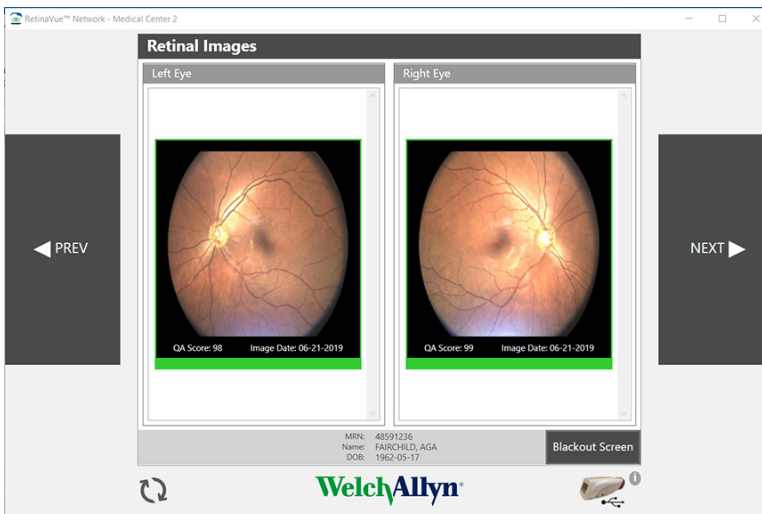 RetinaVue™ Network - Medical Center 2
Retinal Images
Left Eye
Right Eye
QA Score: 98 Image Date: 06-21-2019
QA Score: 99 Image Date: 06-21-2019
PREV
NEXT
MRN: 48591236
Name: FAIRCHILD, AGA
DOB: 1962-05-17
Blackout Screen
WelchAllyn®